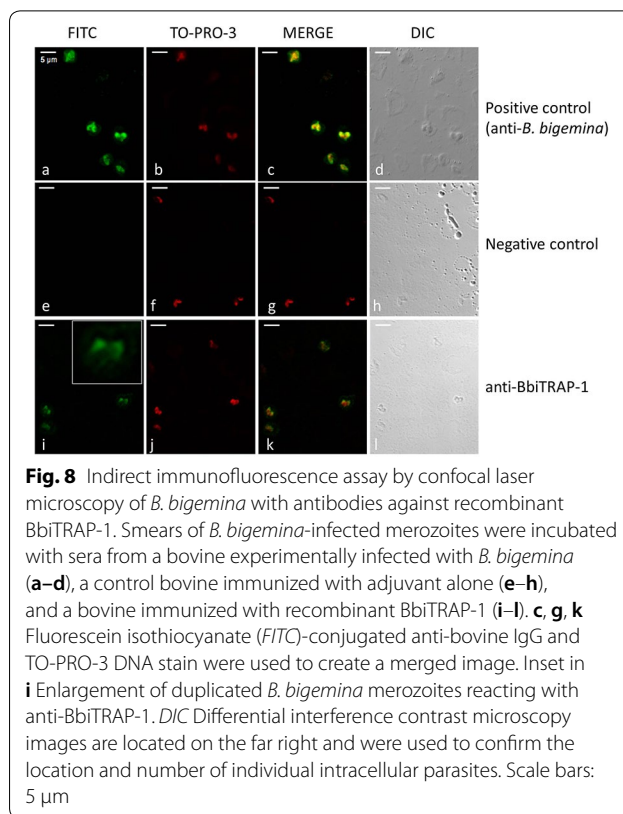 FITC TO-PRO-3 MERGE DIC
5 µm
a b c d
Positive control
(anti-B. bigemina)
e f g h
Negative control
i j k l
anti-BbiTRAP-1
Fig. 8 Indirect immunofluorescence assay by confocal laser
microscopy of B. bigemina with antibodies against recombinant
BbiTRAP-1. Smears of B. bigemina-infected merozoites were incubated
with sera from a bovine experimentally infected with B. bigemina
(a–d), a control bovine immunized with adjuvant alone (e–h),
and a bovine immunized with recombinant BbiTRAP-1 (i–l). c, g, k
Fluorescein isothiocyanate (FITC)-conjugated anti-bovine IgG and
TO-PRO-3 DNA stain were used to create a merged image. Inset in
i Enlargement of duplicated B. bigemina merozoites reacting with
anti-BbiTRAP-1. DIC Differential interference contrast microscopy
images are located on the far right and were used to confirm the
location and number of individual intracellular parasites. Scale bars:
5 µm